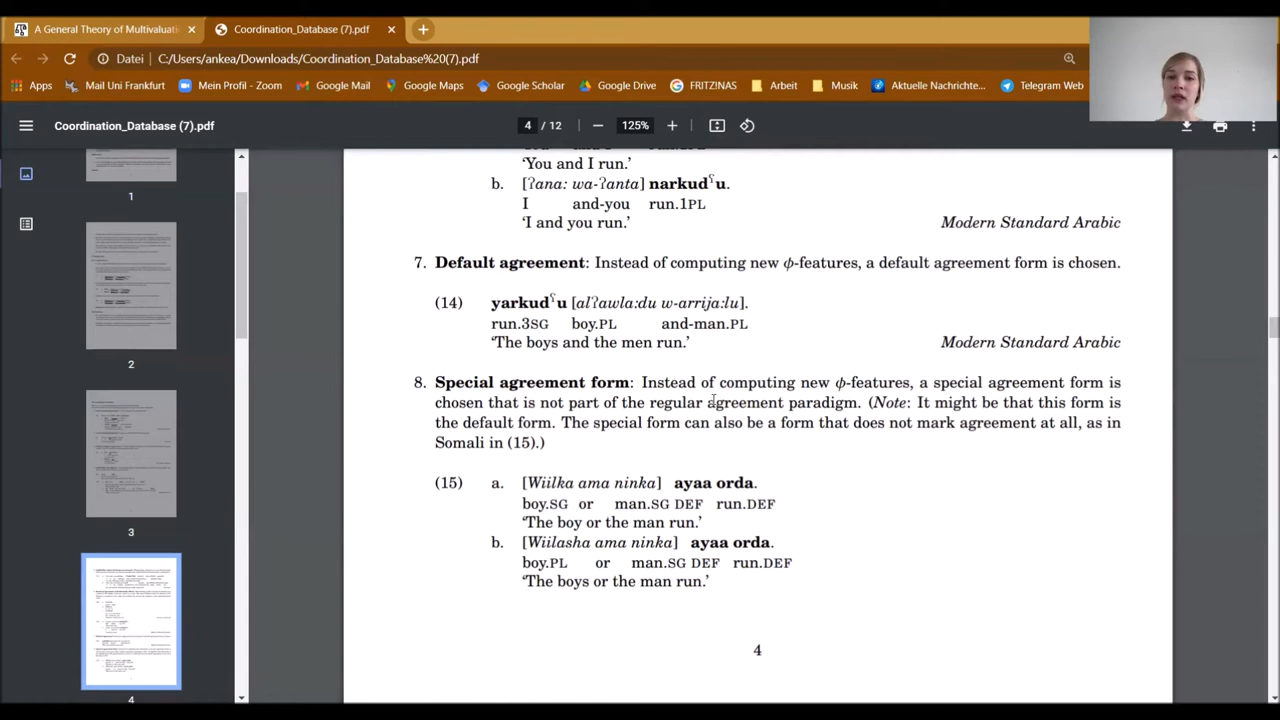 A General Theory of Multivaluati
Coordination_Database (7).pdf
Datei
C:/Users/ankea/Downloads/Coordination_Database%20(7).pdf
Apps
Mail Uni Frankfurt
Mein Profil - Zoom
Google Mail
Google Maps
Google Scholar
Google Drive
FRITZ!NAS
Arbeit
Musik
Aktuelle Nachrichte...
Telegram Web
Coordination_Database (7).pdf
4 / 12
125%
1
2
3
4
‘You and I run.’
b. [ʔana: wa-ʔanta] narkudˤu.
I and-you run.1PL
‘I and you run.’ Modern Standard Arabic
7. Default agreement: Instead of computing new ϕ-features, a default agreement form is chosen.
(14) yarkudˤu [alʔawla:du w-arrija:lu].
run.3SG boy.PL and-man.PL
‘The boys and the men run.’ Modern Standard Arabic
8. Special agreement form: Instead of computing new ϕ-features, a special agreement form is
chosen that is not part of the regular agreement paradigm. (Note: It might be that this form is
the default form. The special form can also be a form that does not mark agreement at all, as in
Somali in (15).)
(15) a. [Wiilka ama ninka] ayaa orda.
boy.SG or man.SG DEF run.DEF
‘The boy or the man run.’
b. [Wiilasha ama ninka] ayaa orda.
boy.PL or man.SG DEF run.DEF
‘The boys or the man run.’
4